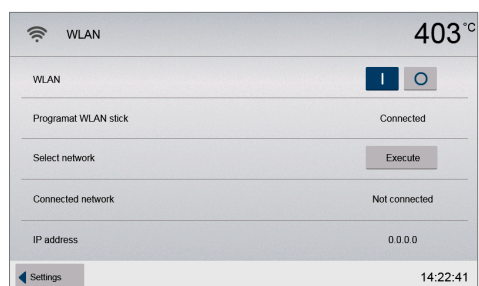 WLAN 403°C
WLAN I O
Programat WLAN stick Connected
Select network Execute
Connected network Not connected
IP address 0.0.0.0
Settings 14:22:41